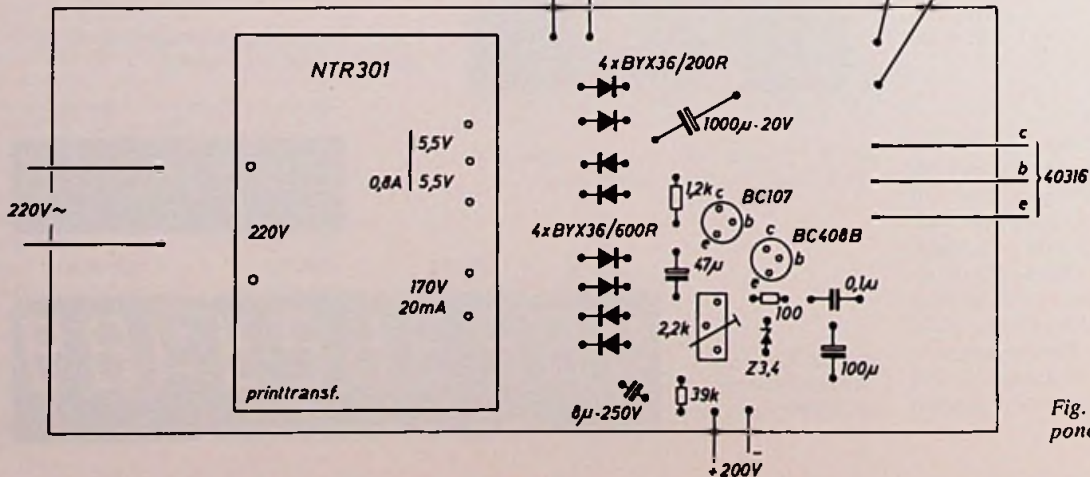 NTR301
4xBYX36/200R
1000µ-20V
5,5V
0,8A
5,5V
c
b
e
40316
220V~
220V
1,2k
c
b
e
BC107
c
b
e
BC408B
4xBYX36/600R
47µ
0,1µ
170V
20mA
2,2k
100
Z3,4
100µ
printtransf.
8µ-250V
39k
Fig.
+200V
-